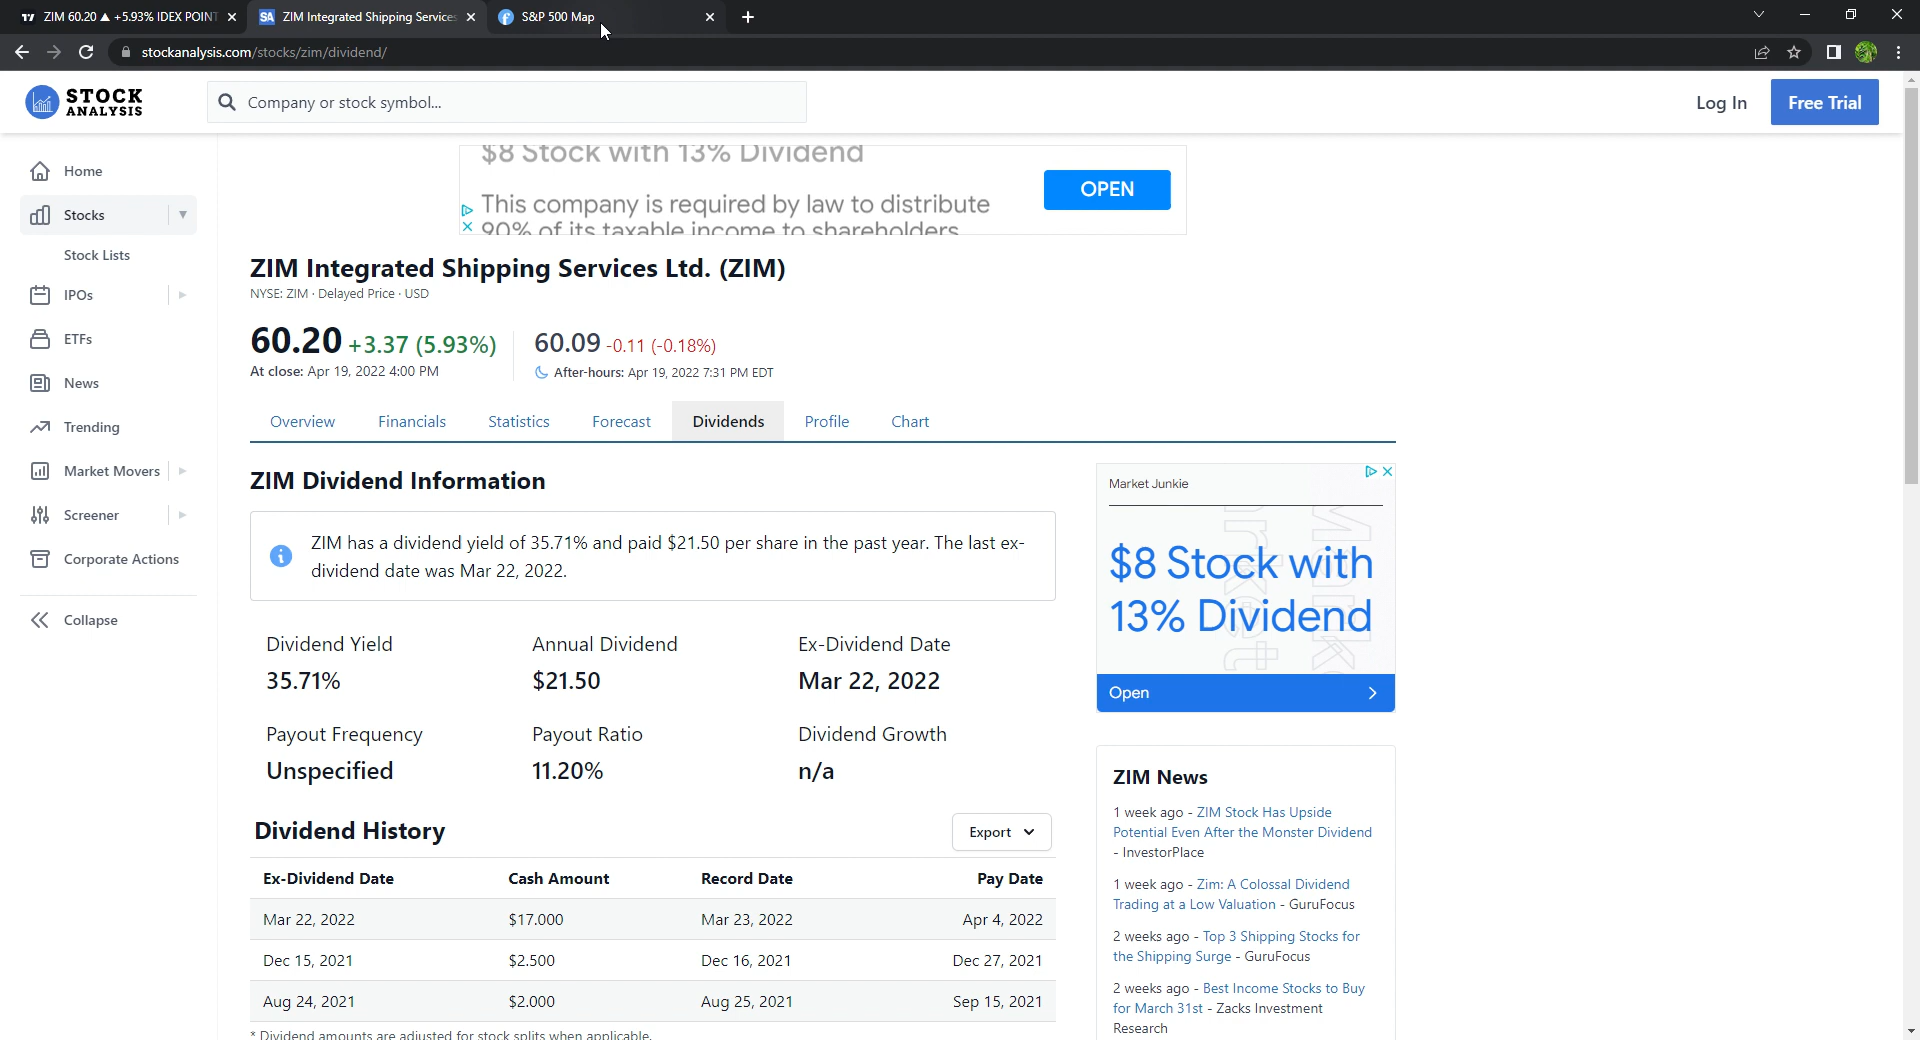 ZIM 60.20 ▲ +5.93% IDEX POINT
ZIM Integrated Shipping Services
S&P 500 Map
stockanalysis.com/stocks/zim/dividend/
STOCK
ANALYSIS
Company or stock symbol...
Log In
Free Trial
Home
Stocks
Stock Lists
IPOs
ETFs
News
Trending
Market Movers
Screener
Corporate Actions
Collapse
$8 Stock with 13% Dividend
This company is required by law to distribute
90% of its taxable income to shareholders
OPEN
ZIM Integrated Shipping Services Ltd. (ZIM)
NYSE: ZIM · Delayed Price · USD
60.20 +3.37 (5.93%)
At close: Apr 19, 2022 4:00 PM
60.09 -0.11 (-0.18%)
After-hours: Apr 19, 2022 7:31 PM EDT
Overview Financials Statistics Forecast Dividends Profile Chart
ZIM Dividend Information
ZIM has a dividend yield of 35.71% and paid $21.50 per share in the past year. The last ex-
dividend date was Mar 22, 2022.
Dividend Yield Annual Dividend Ex-Dividend Date
35.71% $21.50 Mar 22, 2022
Payout Frequency Payout Ratio Dividend Growth
Unspecified 11.20% n/a
Dividend History
Export
Ex-Dividend Date Cash Amount Record Date Pay Date
Mar 22, 2022 $17.000 Mar 23, 2022 Apr 4, 2022
Dec 15, 2021 $2.500 Dec 16, 2021 Dec 27, 2021
Aug 24, 2021 $2.000 Aug 25, 2021 Sep 15, 2021
* Dividend amounts are adjusted for stock splits when applicable.
Market Junkie
$8 Stock with
13% Dividend
Open
ZIM News
1 week ago - ZIM Stock Has Upside
Potential Even After the Monster Dividend
- InvestorPlace
1 week ago - Zim: A Colossal Dividend
Trading at a Low Valuation - GuruFocus
2 weeks ago - Top 3 Shipping Stocks for
the Shipping Surge - GuruFocus
2 weeks ago - Best Income Stocks to Buy
for March 31st - Zacks Investment
Research